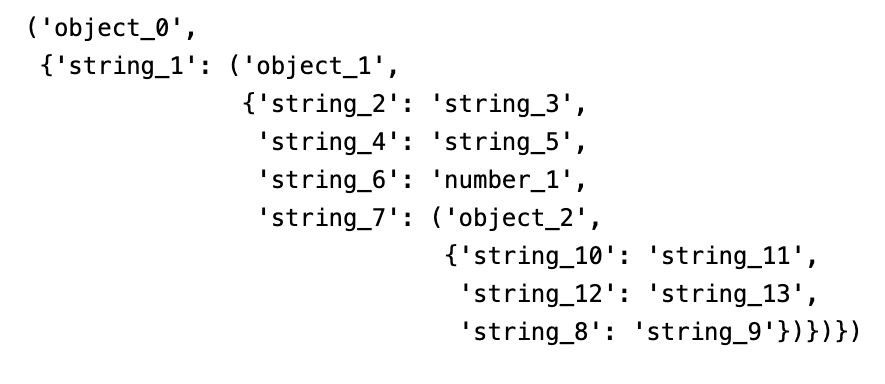 ('object_0',
 {'string_1': ('object_1',
              {'string_2': 'string_3',
               'string_4': 'string_5',
               'string_6': 'number_1',
               'string_7': ('object_2',
                           {'string_10': 'string_11',
                            'string_12': 'string_13',
                            'string_8': 'string_9'})})})